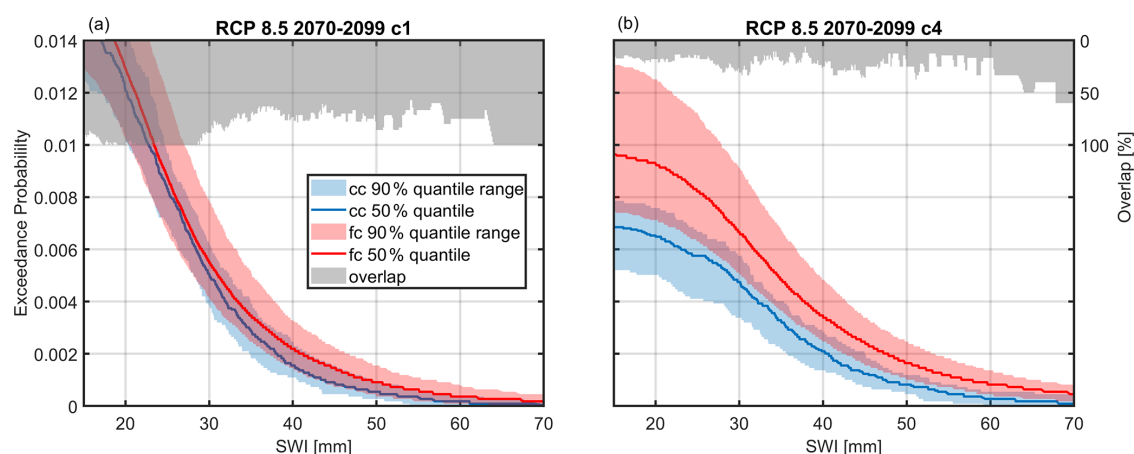 (a)
RCP 8.5 2070-2099 c1
0.014
0.012
0.01
0.008
0.006
0.004
0.002
0
Exceedance Probabiility
20 30 40 50 60 70
SWI [mm]
cc 90% quantile range
cc 50% quantile
fc 90% quantile range
fc 50% quantile
overlap
(b)
RCP 8.5 2070-2099 c4
0
50
100
Overlap [%]
20 30 40 50 60 70
SWI [mm]